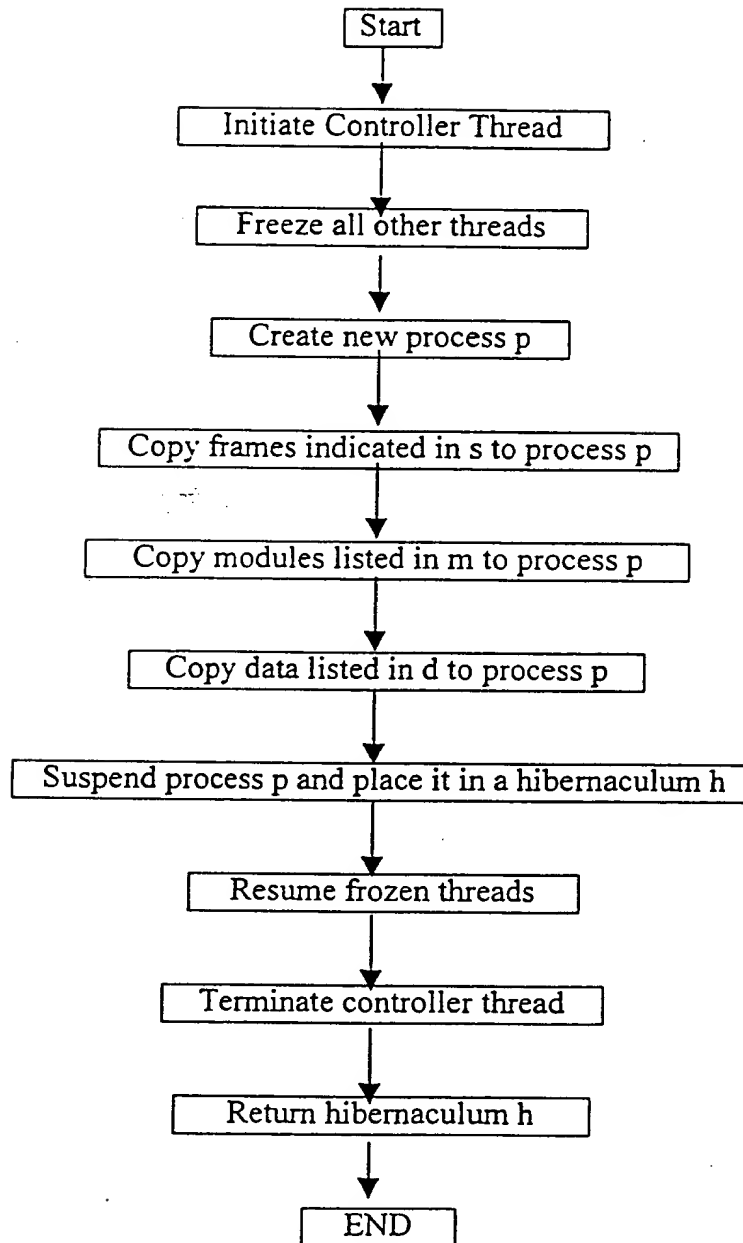 Start
Initiate Controller Thread
Freeze all other threads
Create new process p
Copy frames indicated in s to process p
Copy modules listed in m to process p
Copy data listed in d to process p
Suspend process p and place it in a hibernaculum h
Resume frozen threads
Terminate controller thread
Return hibernaculum h
END